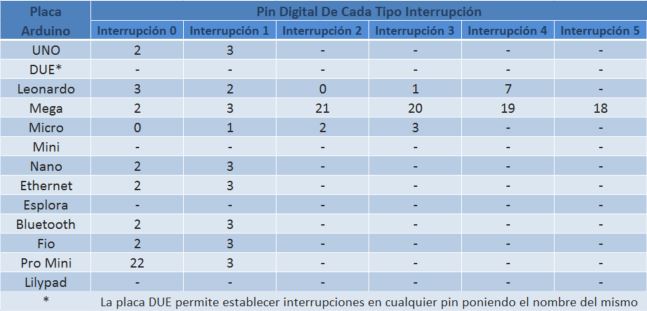 Placa Arduino Pin Digital De Cada Tipo Interrupción
Interrupción 0 Interrupción 1 Interrupción 2 Interrupción 3 Interrupción 4 Interrupción 5
UNO 2 3 - - - -
DUE* - - - - - -
Leonardo 3 2 0 1 7 -
Mega 2 3 21 20 19 18
Micro 0 1 2 3 - -
Mini - - - - - -
Nano 2 3 - - - -
Ethernet 2 3 - - - -
Esplora - - - - - -
Bluetooth 2 3 - - - -
Fio 2 3 - - - -
Pro Mini 22 3 - - - -
Lilypad - - - - - -
* La placa DUE permite establecer interrupciones en cualquier pin poniendo el nombre del mismo